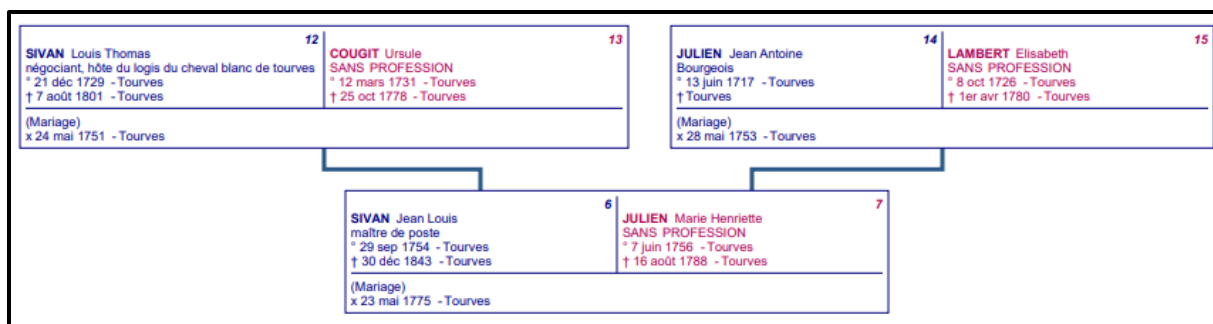 12
SIVAN Louis Thomas
négociant, hôte du logis du cheval blanc de tourves
° 21 déc 1729 - Tourves
† 7 août 1801 - Tourves
13
COUGIT Ursule
SANS PROFESSION
° 12 mars 1731 - Tourves
† 25 oct 1778 - Tourves
(Mariage)
x 24 mai 1751 - Tourves
14
JULIEN Jean Antoine
Bourgeois
° 13 juin 1717 - Tourves
† Tourves
15
LAMBERT Elisabeth
SANS PROFESSION
° 8 oct 1726 - Tourves
† 1er avr 1780 - Tourves
(Mariage)
x 28 mai 1753 - Tourves
6
SIVAN Jean Louis
maître de poste
° 29 sep 1754 - Tourves
† 30 déc 1843 - Tourves
7
JULIEN Marie Henriette
SANS PROFESSION
° 7 juin 1756 - Tourves
† 16 août 1788 - Tourves
(Mariage)
x 23 mai 1775 - Tourves